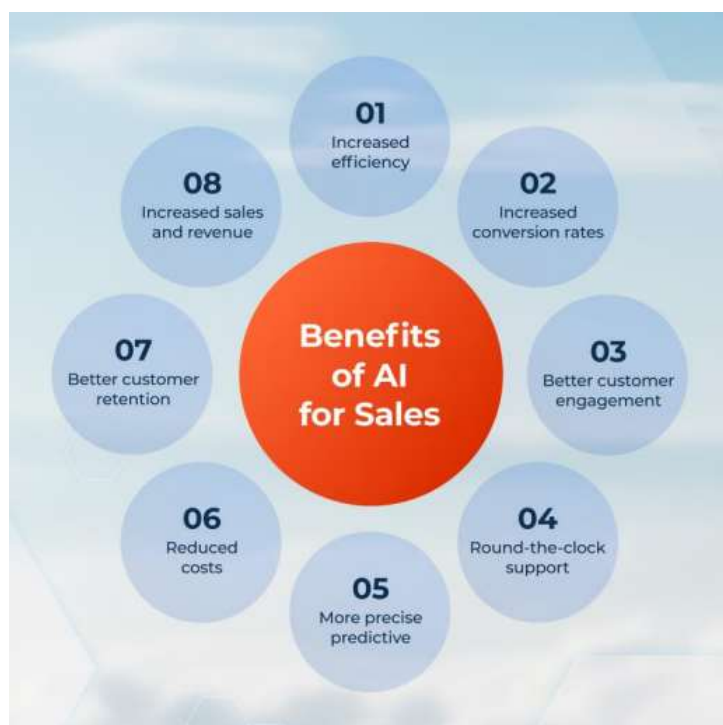 Benefits
of AI
for Sales
01
Increased
efficiency
02
Increased
conversion rates
03
Better customer
engagement
04
Round-the-clock
support
05
More precise
predictive
06
Reduced
costs
07
Better customer
retention
08
Increased sales
and revenue